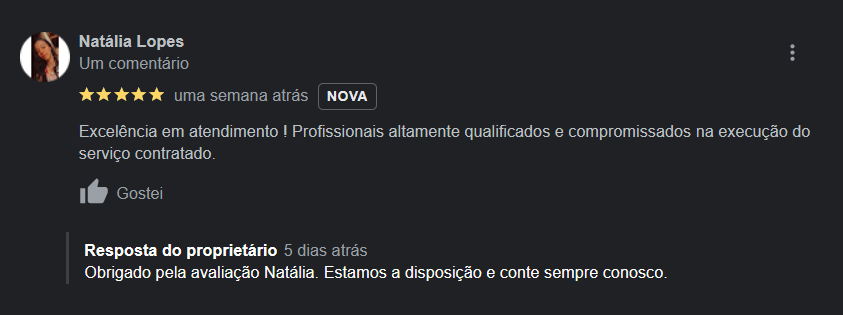 Natália Lopes
Um comentário
uma semana atrás NOVA
Excelência em atendimento ! Profissionais altamente qualificados e compromissados na execução do
serviço contratado.
Gostei
Resposta do proprietário 5 dias atrás
Obrigado pela avaliação Natália. Estamos a disposição e conte sempre conosco.